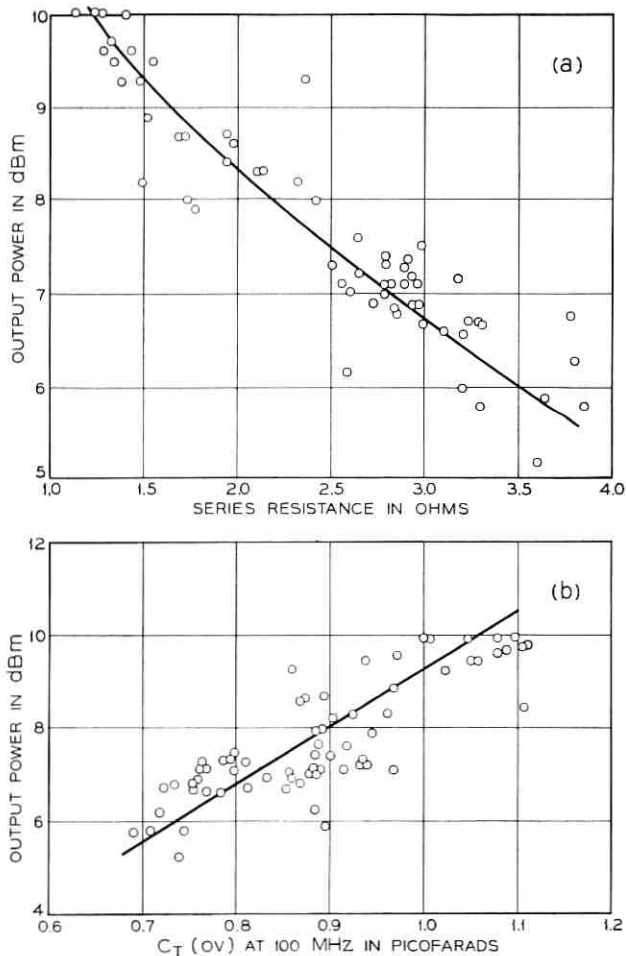 (a)
10
9
8
7
6
5
OUTPUT POWER IN dBm
1.0 1.5 2.0 2.5 3.0 3.5 4.0
SERIES RESISTANCE IN OHMS
(b)
12
10
8
6
4
OUTPUT POWER IN dBm
0.6 0.7 0.8 0.9 1.0 1.1 1.2
CT (OV) AT 100 MHZ IN PICOFARADS